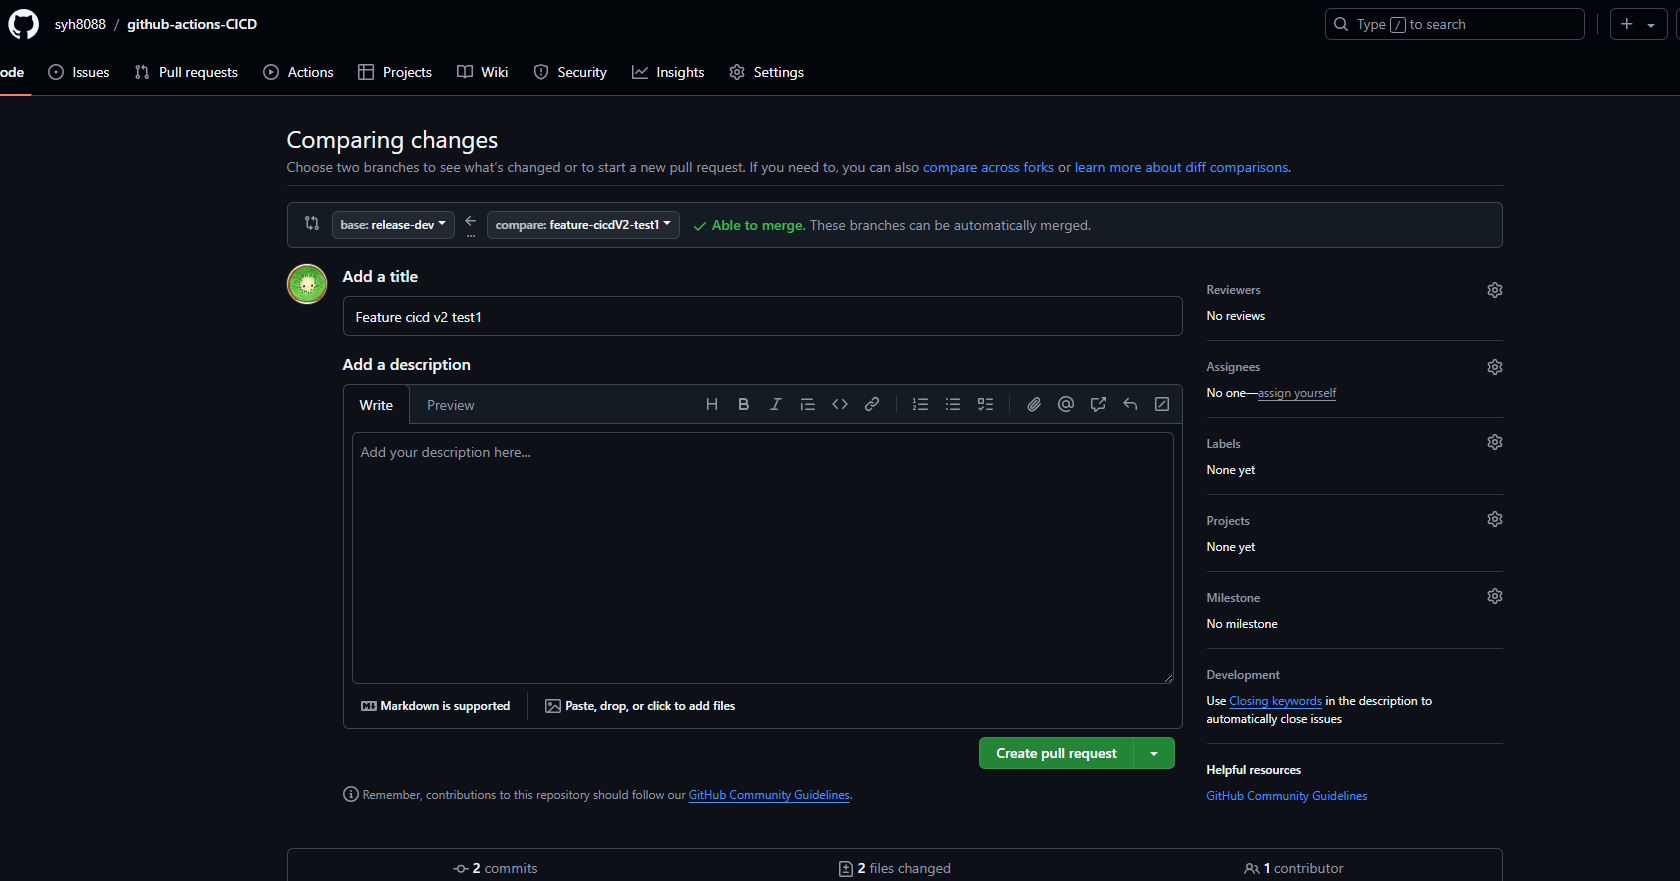 syh8088 / github-actions-CICD
Type / to search
ode Issues Pull requests Actions Projects Wiki Security Insights Settings
Comparing changes
Choose two branches to see what's changed or to start a new pull request. If you need to, you can also compare across forks or learn more about diff comparisons.
base: release-dev ... compare: feature-cicdV2-test1 Able to merge. These branches can be automatically merged.
Add a title
Feature cicd v2 test1
Add a description
Write Preview
Add your description here...
Markdown is supported
Paste, drop, or click to add files
Create pull request
Remember, contributions to this repository should follow our GitHub Community Guidelines.
Reviewers
No reviews
Assignees
No one—assign yourself
Labels
None yet
Projects
None yet
Milestone
No milestone
Development
Use Closing keywords in the description to
automatically close issues
Helpful resources
GitHub Community Guidelines
2 commits
2 files changed
1 contributor